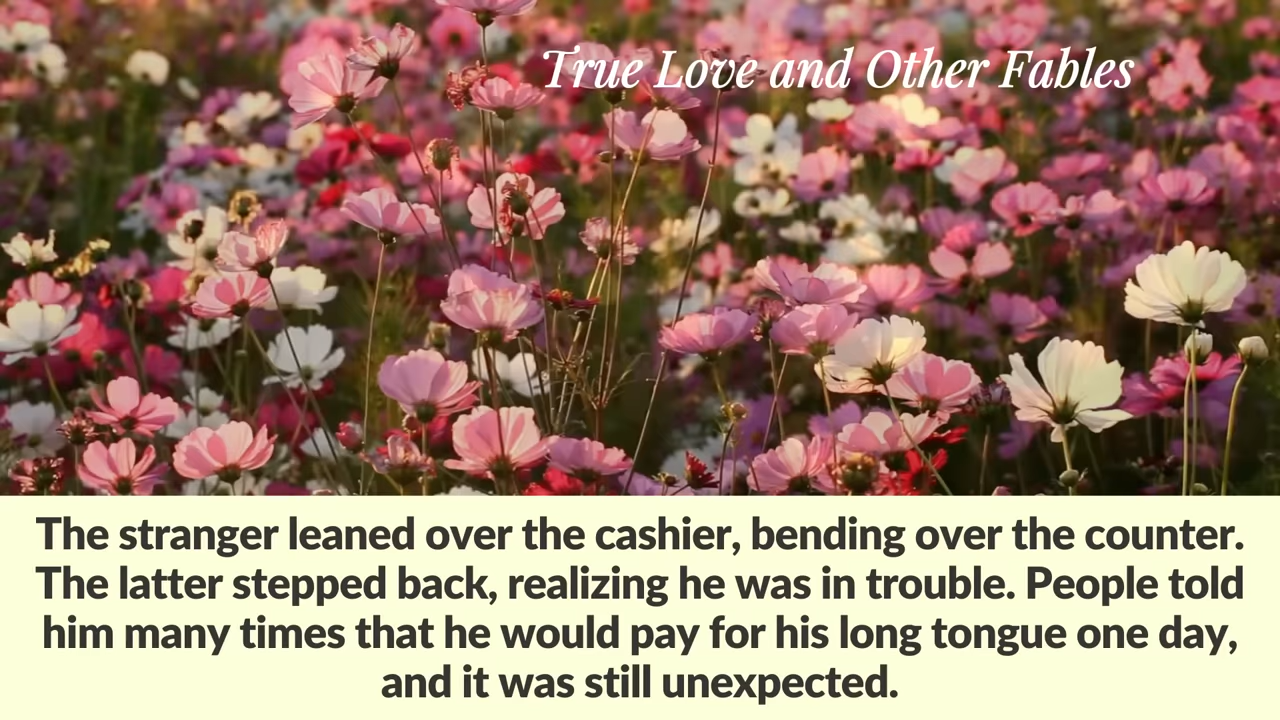 True Love and Other Fables
The stranger leaned over the cashier, bending over the counter.
The latter stepped back, realizing he was in trouble. People told
him many times that he would pay for his long tongue one day,
and it was still unexpected.